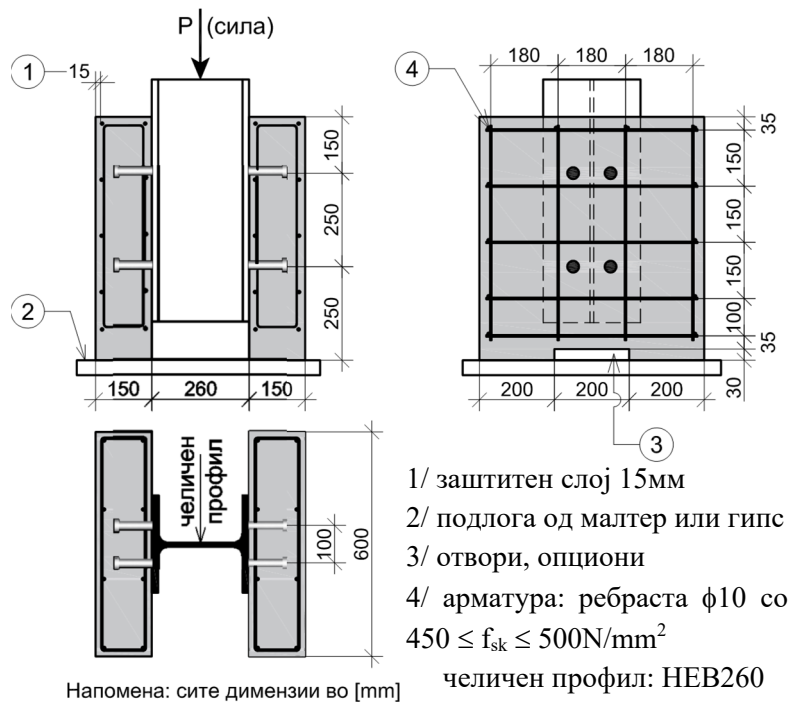 P (сила)
1
15
150
250
250
2
150 260 150
4
180 180 180
35
150
150
150
100
35
30
200 200 200
3
челичен
профил
100
600
1/ заштитен слој 15мм
2/ подлога од малтер или гипс
3/ отвори, опциони
4/ арматура: ребраста ϕ10 со
450 ≤ fsk ≤ 500N/mm²
челичен профил: HEB260
Напомена: сите димензии во [mm]